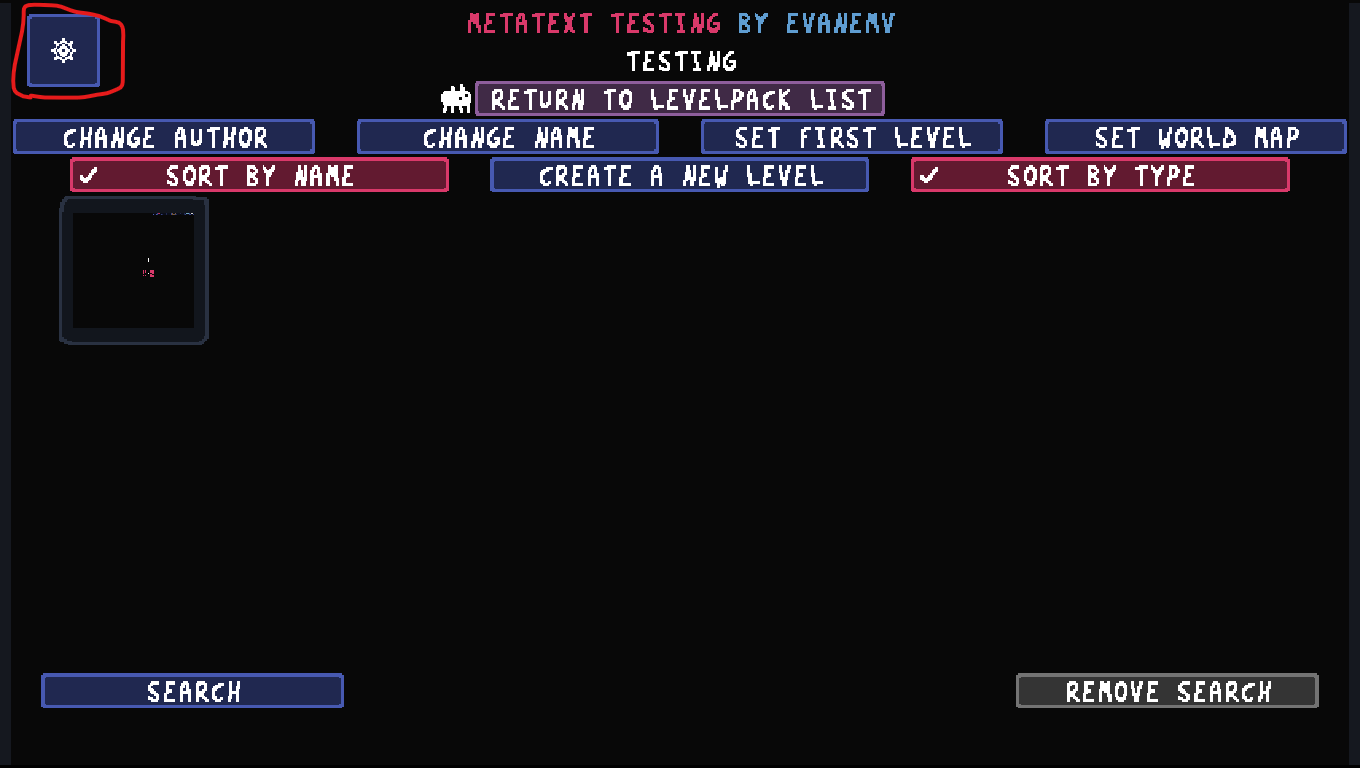 METATEXT TESTING BY EVANEMV
TESTING
RETURN TO LEVELPACK LIST
CHANGE AUTHOR CHANGE NAME SET FIRST LEVEL SET WORLD MAP
SORT BY NAME CREATE A NEW LEVEL SORT BY TYPE
SEARCH REMOVE SEARCH